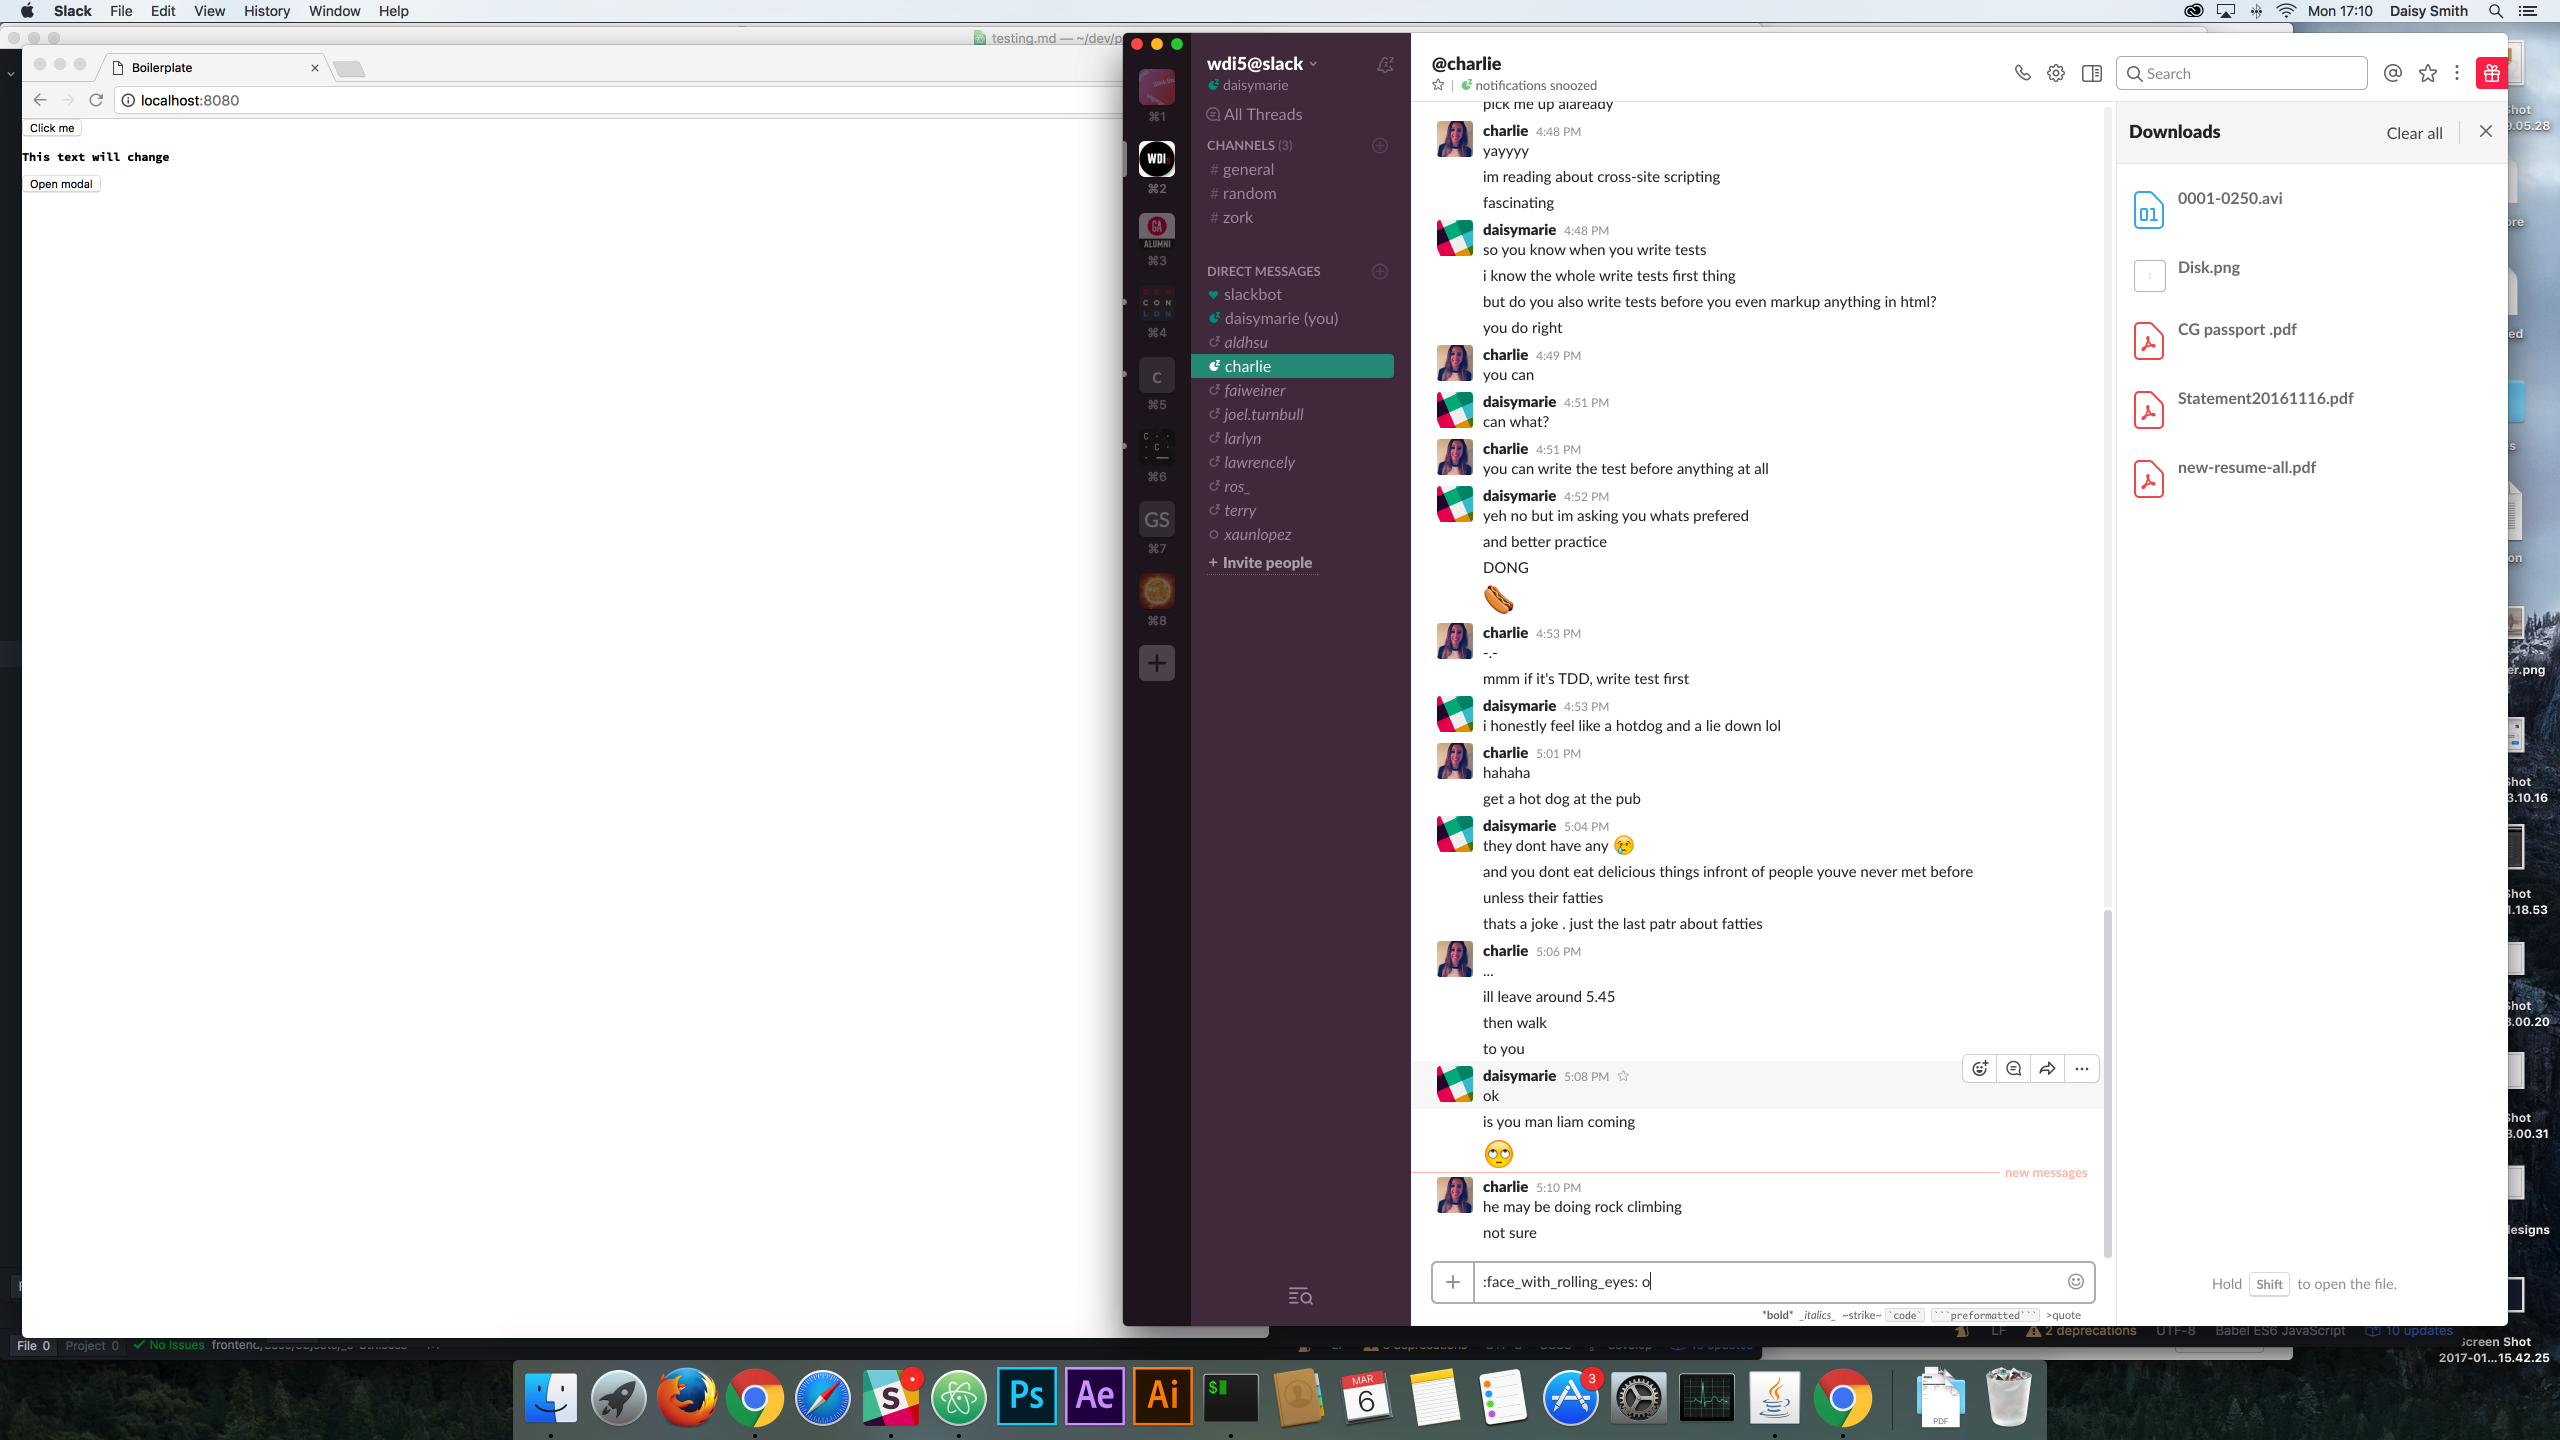 Slack File Edit View History Window Help
Mon 17:10 Daisy Smith
testing.md — ~/dev/p
Boilerplate
localhost:8080
Click me
This text will change
Open modal
⌘1
WDI5
⌘2
GA
ALUMNI
⌘3
CON
LDN
⌘4
C
⌘5
⌘6
GS
⌘7
⌘8
wdi5@slack
daisymarie
All Threads
CHANNELS (3)
# general
# random
# zork
DIRECT MESSAGES
slackbot
daisymarie (you)
aldhsu
charlie
faiweiner
joel.turnbull
larlyn
lawrencely
ros_
terry
xaunlopez
+ Invite people
@charlie
notifications snoozed
Search
pick me up alaready
charlie 4:48 PM
yayyyy
im reading about cross-site scripting
fascinating
daisymarie 4:48 PM
so you know when you write tests
i know the whole write tests first thing
but do you also write tests before you even markup anything in html?
you do right
charlie 4:49 PM
you can
daisymarie 4:51 PM
can what?
charlie 4:51 PM
you can write the test before anything at all
daisymarie 4:52 PM
yeh no but im asking you whats prefered
and better practice
DONG
charlie 4:53 PM
-.-
mmm if it's TDD, write test first
daisymarie 4:53 PM
i honestly feel like a hotdog and a lie down lol
charlie 5:01 PM
hahaha
get a hot dog at the pub
daisymarie 5:04 PM
they dont have any 😢
and you dont eat delicious things infront of people youve never met before
unless their fatties
thats a joke . just the last patr about fatties
charlie 5:06 PM
...
ill leave around 5.45
then walk
to you
daisymarie 5:08 PM
ok
is you man liam coming
🙄
new messages
charlie 5:10 PM
he may be doing rock climbing
not sure
:face_with_rolling_eyes: o
*bold* _italics_ ~strike~ `code` ```preformatted``` >quote
Downloads
Clear all
0001-0250.avi
Disk.png
CG passport .pdf
Statement20161116.pdf
new-resume-all.pdf
Hold Shift to open the file.
File 0 Project 0 No Issues
LF 2 deprecations UTF-8 Babel ES6 JavaScript 10 updates
Screen Shot
2017-01...15.42.25
Ps
Ae
Ai
$
MAR
6
3
PDF